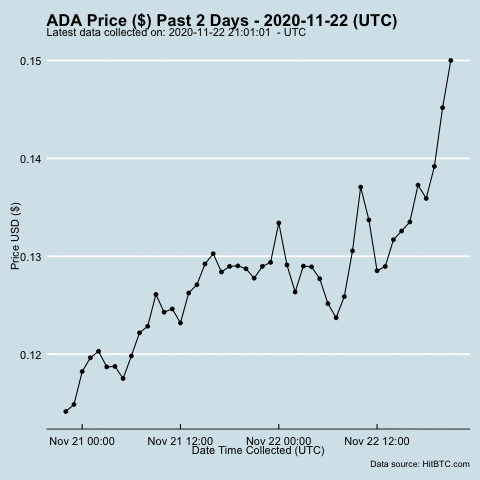 ADA Price ($) Past 2 Days - 2020-11-22 (UTC)
Latest data collected on: 2020-11-22 21:01:01  - UTC
0.15
0.14
0.13
0.12
Price USD ($)
Nov 21 00:00 Nov 21 12:00 Nov 22 00:00 Nov 22 12:00
Date Time Collected (UTC)
Data source: HitBTC.com